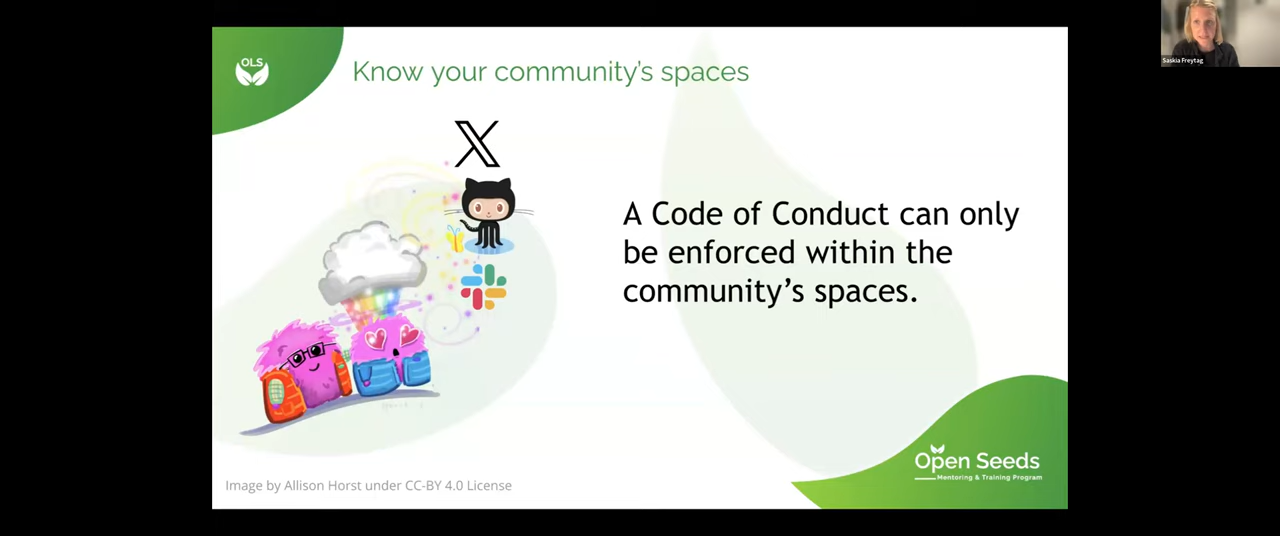 Saskia Freytag
OLS
Know your community's spaces
A Code of Conduct can only
be enforced within the
community's spaces.
Open Seeds
Mentoring & Training Program
Image by Allison Horst under CC-BY 4.0 License